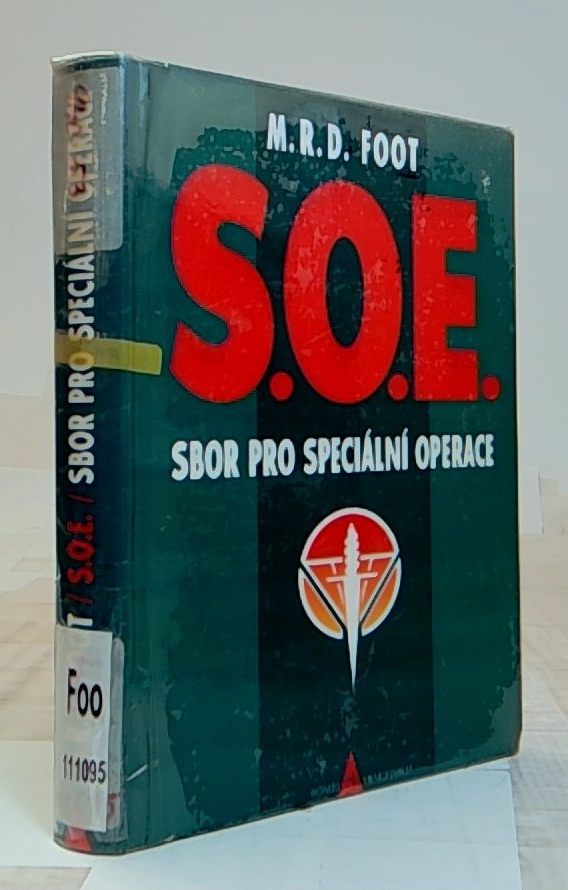 M.R.D. FOOT
S.O.E.
SBOR PRO SPECIÁLNÍ OPERACE
T / S.O.E. / SBOR PRO SPECIÁLNÍ OPERACE
Foo
111095